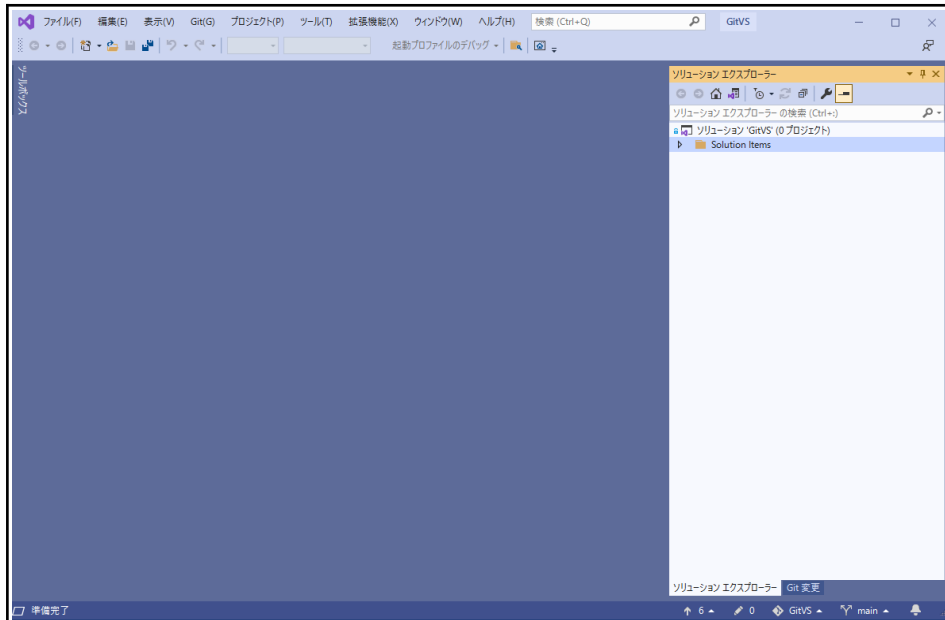 ファイル(F) 編集(E) 表示(V) Git(G) プロジェクト(P) ツール(T) 拡張機能(X) ウィンドウ(W) ヘルプ(H) 検索 (Ctrl+Q) GitVS
起動プロファイルのデバッグ
ツールボックス
ソリューション エクスプローラー
ソリューション エクスプローラー の検索 (Ctrl+:)
ソリューション 'GitVS' (0 プロジェクト)
Solution Items
ソリューション エクスプローラー Git 変更
準備完了 6 0 GitVS main